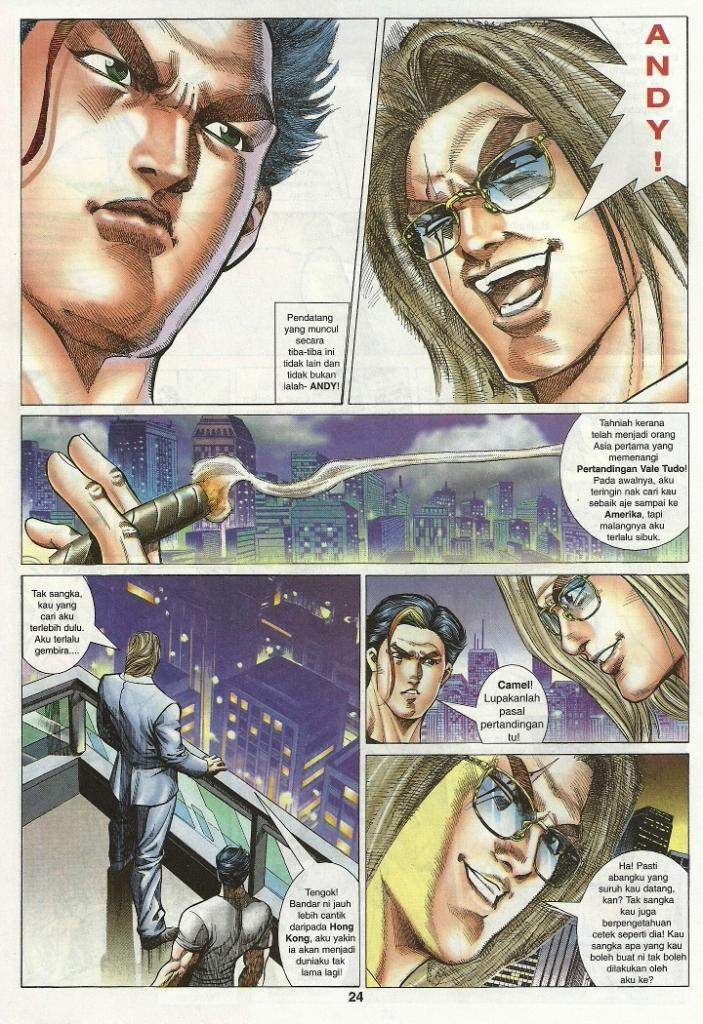 ANDY!
Pendatang
yang muncul
secara
tiba-tiba ini
tidak lain dan
tidak bukan
ialah- ANDY!
Tahniah kerana
telah menjadi orang
Asia pertama yang
memenangi
Pertandingan Vale Tudo!
Pada awalnya, aku
teringin nak cari kau
sebaik aje sampai ke
Amerika, tapi
malangnya aku
terlalu sibuk.
Tak sangka,
kau yang
cari aku
terlebih dulu.
Aku terlalu
gembira....
Tengok!
Bandar ni jauh
lebih cantik
daripada Hong
Kong, aku yakin
ia akan menjadi
duniaku tak
lama lagi!
Camel!
Lupakanlah
pasal
pertandingan
tu!
Ha! Pasti
abangku yang
suruh kau datang,
kan? Tak sangka
kau juga
berpengetahuan
cetek seperti dia! Kau
sangka apa yang kau
boleh buat ni tak boleh
dilakukan oleh
aku ke?
24